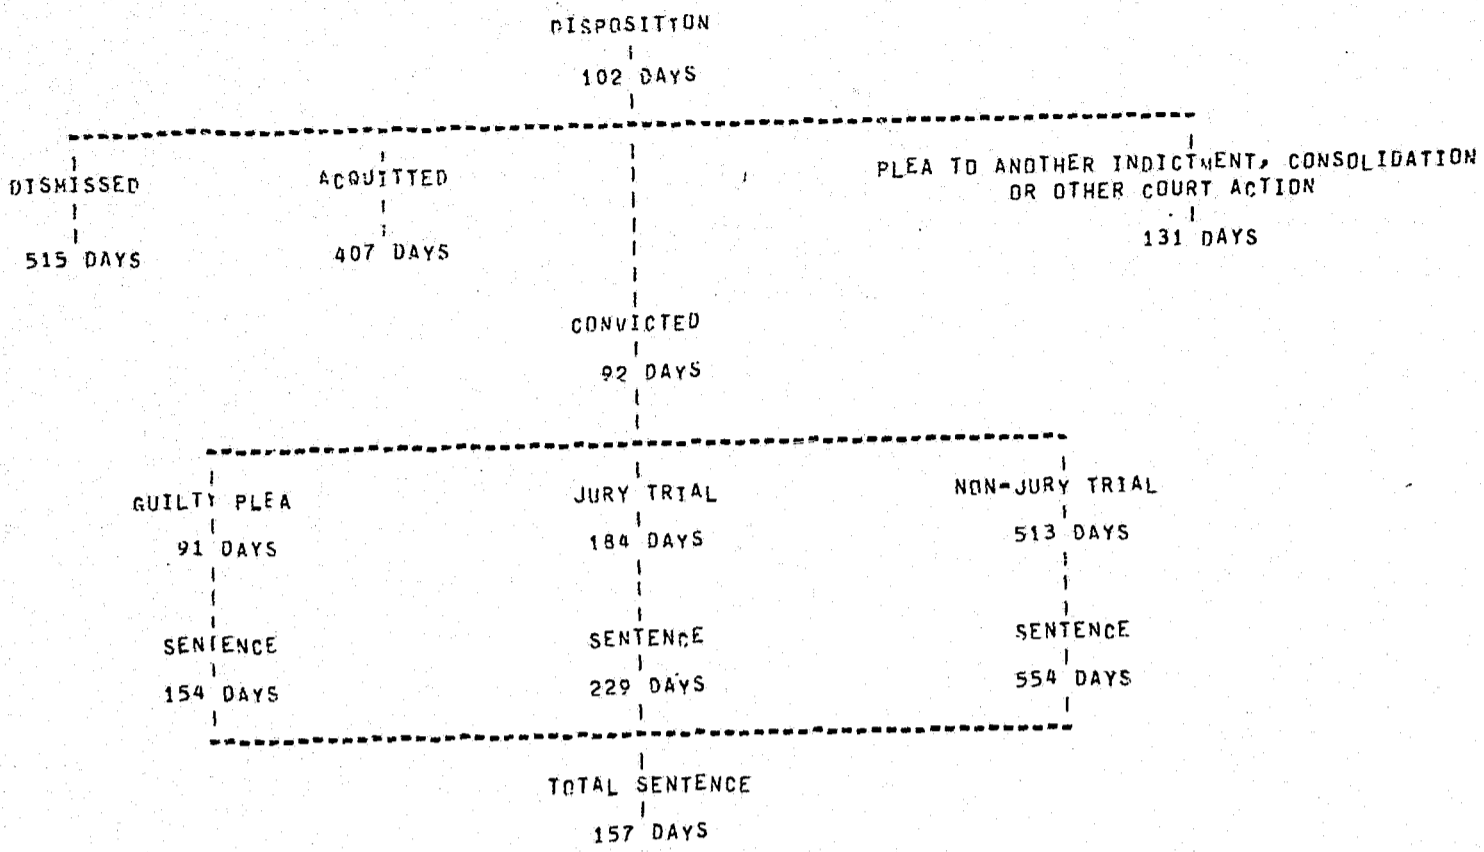 DISPOSITION
102 DAYS
DISMISSED
515 DAYS
ACQUITTED
407 DAYS
PLEA TO ANOTHER INDICTMENT, CONSOLIDATION
OR OTHER COURT ACTION
131 DAYS
CONVICTED
92 DAYS
GUILTY PLEA
91 DAYS
SENTENCE
154 DAYS
JURY TRIAL
184 DAYS
SENTENCE
229 DAYS
NON-JURY TRIAL
513 DAYS
SENTENCE
554 DAYS
TOTAL SENTENCE
157 DAYS